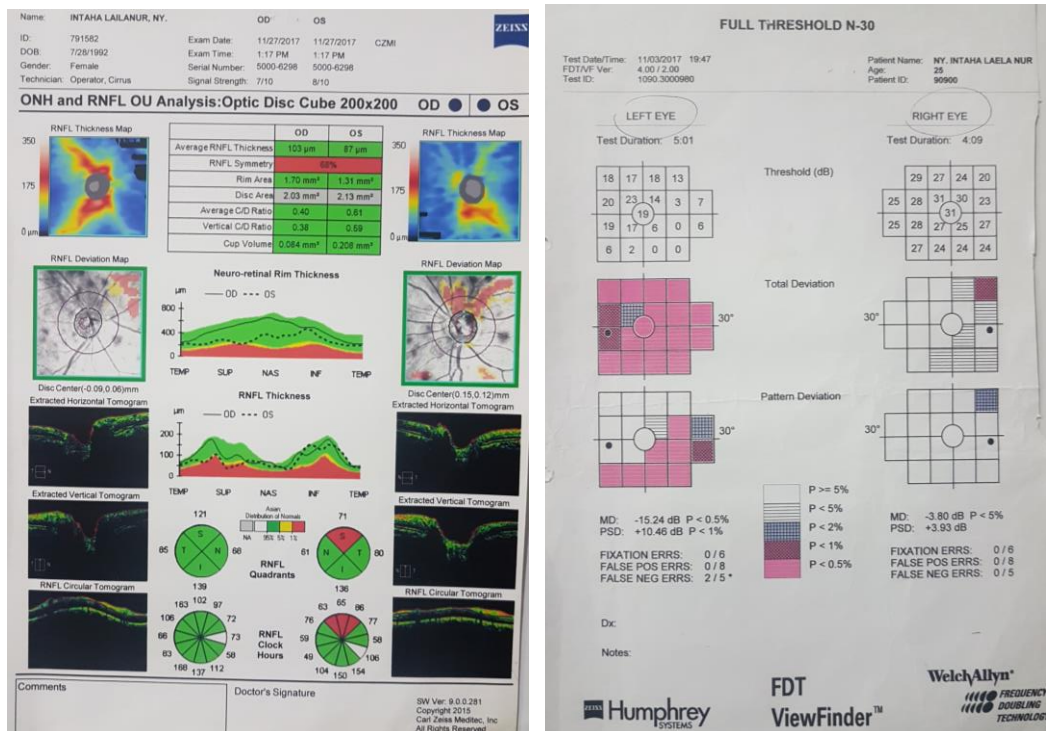 Name: INTAHA LAILANUR, NY. OD OS
ZEISS
ID: 791582 Exam Date: 11/27/2017 11/27/2017 CZMI
DOB: 7/28/1992 Exam Time: 1:17 PM 1:17 PM
Gender: Female Serial Number: 5000-6298 5000-6298
Technician: Operator, Cirrus Signal Strength: 7/10 8/10
ONH and RNFL OU Analysis:Optic Disc Cube 200x200 OD OS
RNFL Thickness Map
350
175
0 µm
OD OS
Average RNFL Thickness 103 µm 87 µm
RNFL Symmetry 68%
Rim Area 1.70 mm² 1.31 mm²
Disc Area 2.03 mm² 2.13 mm²
Average C/D Ratio 0.40 0.61
Vertical C/D Ratio 0.38 0.59
Cup Volume 0.084 mm³ 0.208 mm³
RNFL Thickness Map
350
175
0 µm
RNFL Deviation Map
Disc Center(-0.09,0.06)mm
Extracted Horizontal Tomogram
Neuro-retinal Rim Thickness
µm OD OS
800
400
0
TEMP SUP NAS INF TEMP
RNFL Deviation Map
Disc Center(0.15,0.12)mm
Extracted Horizontal Tomogram
RNFL Thickness
µm OD OS
200
100
0
TEMP SUP NAS INF TEMP
Extracted Vertical Tomogram
Extracted Vertical Tomogram
Asian
Distribution of Normals
NA 95% 5% 1%
121
S
85 T N 68
I
139
RNFL
Quadrants
71
S
61 N T 80
I
136
RNFL Circular Tomogram
RNFL Circular Tomogram
163 102 97
106 72
66 73
83 58
168 137 112
RNFL
Clock
Hours
63 65 86
76 77
59 58
49 106
104 150 154
Comments
Doctor's Signature
SW Ver: 9.0.0.281
Copyright 2015
Carl Zeiss Meditec, Inc
All Rights Reserved
FULL THRESHOLD N-30
Test Date/Time: 11/03/2017 19:47
FDT/VF Ver: 4.00 / 2.00
Test ID: 1090.3000980
Patient Name: NY. INTAHA LAELA NUR
Age: 25
Patient ID: 90900
LEFT EYE
Test Duration: 5:01
RIGHT EYE
Test Duration: 4:09
Threshold (dB)
18 17 18 13
20 23 14 3 7
19
19 17 6 0 6
6 2 0 0
29 27 24 20
25 28 31 30 23
31
25 28 27 25 27
27 24 24 24
Total Deviation
30°
30°
Pattern Deviation
30°
30°
P >= 5%
P < 5%
P < 2%
P < 1%
P < 0.5%
MD: -15.24 dB P < 0.5%
PSD: +10.46 dB P < 1%
FIXATION ERRS: 0 / 6
FALSE POS ERRS: 0 / 8
FALSE NEG ERRS: 2 / 5 *
MD: -3.80 dB P < 5%
PSD: +3.93 dB
FIXATION ERRS: 0 / 6
FALSE POS ERRS: 0 / 8
FALSE NEG ERRS: 0 / 5
Dx:
Notes:
ZEISS Humphrey
SYSTEMS
FDT
ViewFinder™
WelchAllyn®
FREQUENCY
DOUBLING
TECHNOLOGY